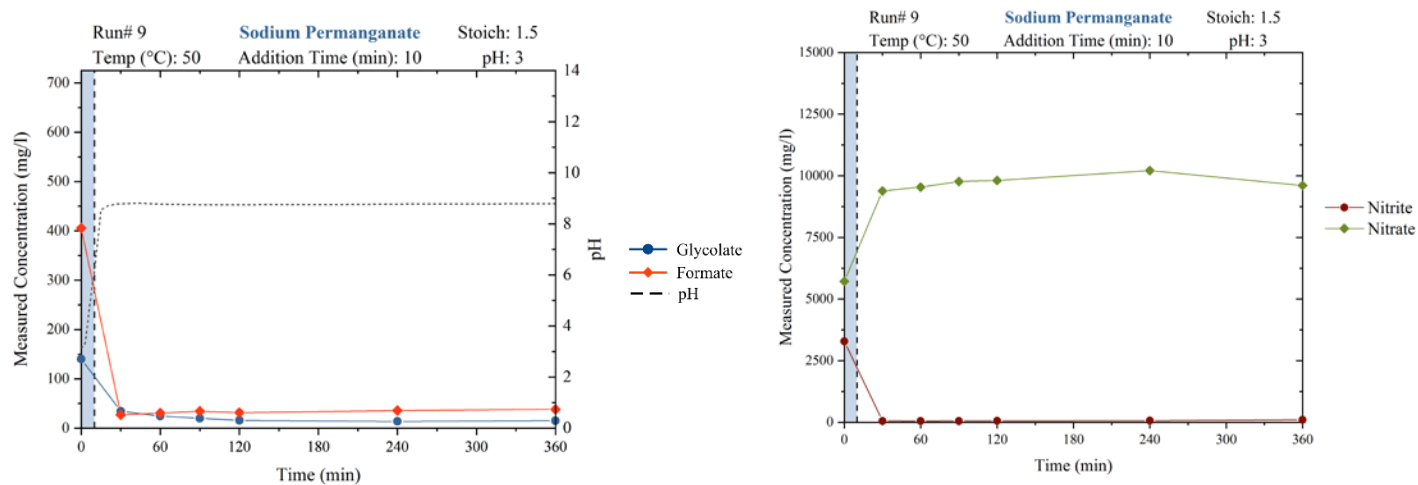 Run# 9 Sodium Permanganate Stoich: 1.5
Temp (°C): 50 Addition Time (min): 10 pH: 3
Measured Concentration (mg/l)
700
600
500
400
300
200
100
0
0 60 120 180 240 300 360
Time (min)
14
12
10
8
6
4
2
0
pH
Glycolate
Formate
pH
Run# 9 Sodium Permanganate Stoich: 1.5
Temp (°C): 50 Addition Time (min): 10 pH: 3
Measured Concentration (mg/l)
15000
12500
10000
7500
5000
2500
0
0 60 120 180 240 300 360
Time (min)
Nitrite
Nitrate